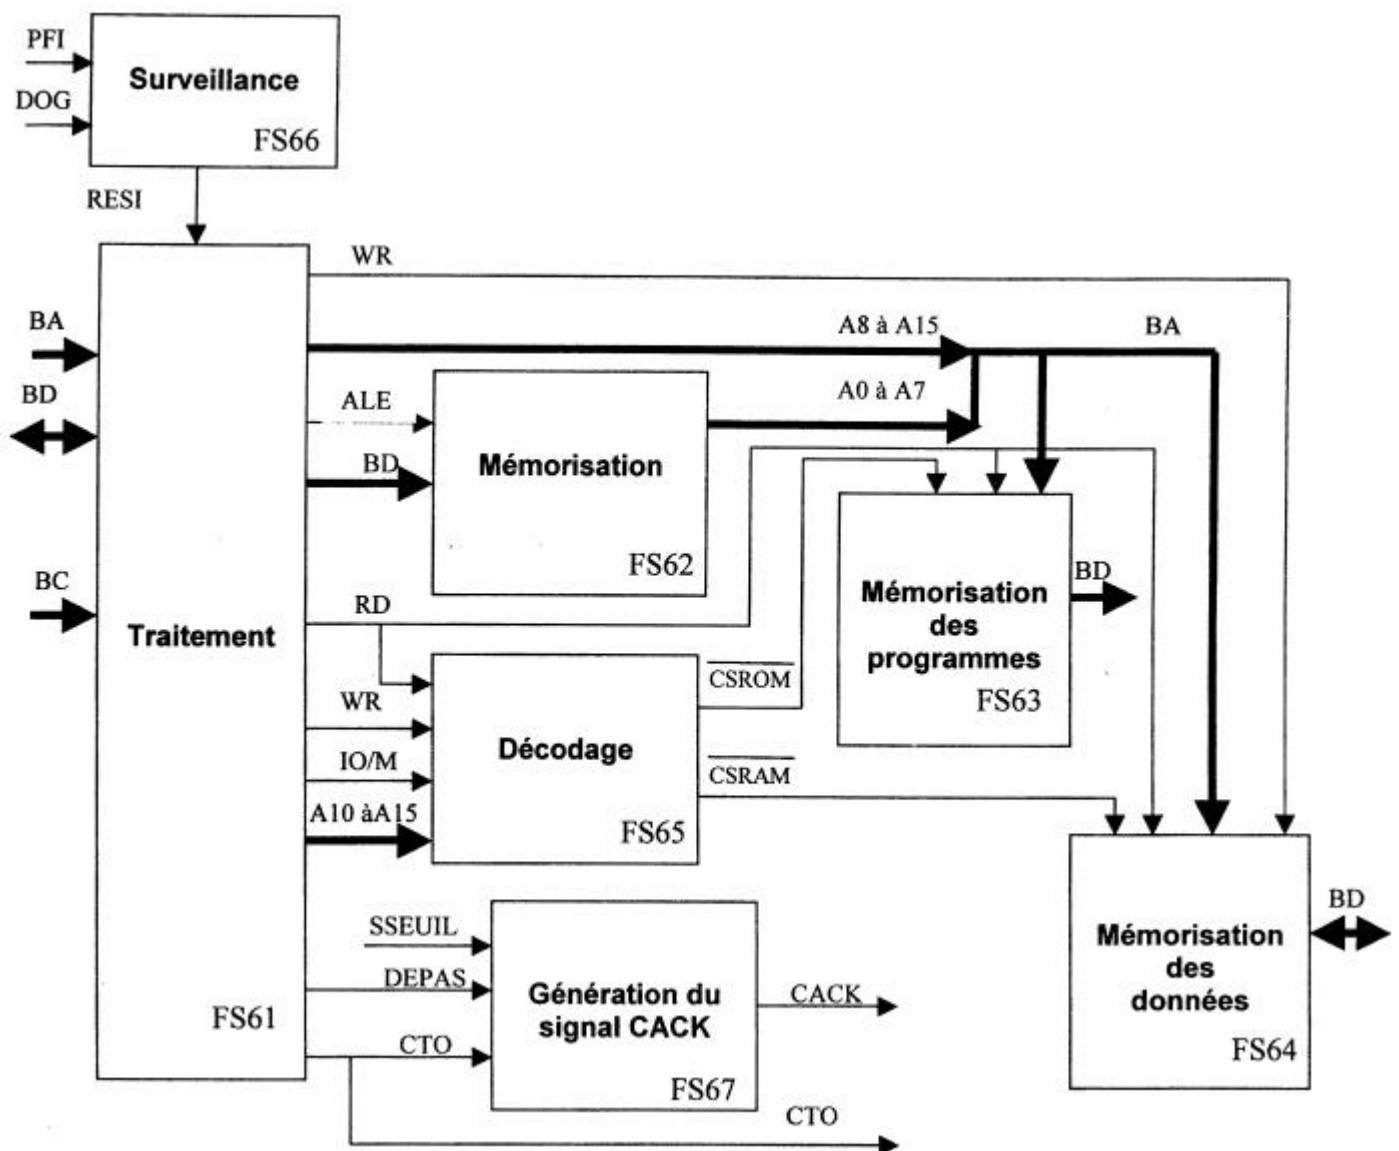 PFI
Surveillance
DOG
FS66
RESI
WR
BA
A8 à A15
BA
BD
ALE
A0 à A7
BD
Mémorisation
FS62
BC
RD
BD
Traitement
Mémorisation
des
programmes
CSROM
FS63
WR
Décodage
IO/M
CSRAM
A10 àA15
FS65
SSEUIL
BD
Mémorisation
des
données
DEPAS
Génération du
signal CACK
CACK
FS61
CTO
FS64
FS67
CTO